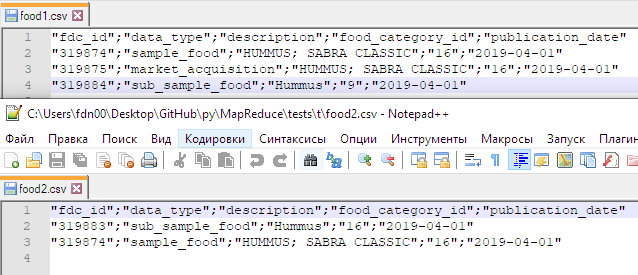 food1.csv
1 "fdc_id";"data_type";"description";"food_category_id";"publication_date"
2 "319874";"sample_food";"HUMMUS; SABRA CLASSIC";"16";"2019-04-01"
3 "319875";"market_acquisition";"HUMMUS; SABRA CLASSIC";"16";"2019-04-01"
4 "319884";"sub_sample_food";"Hummus";"9";"2019-04-01"
C:\Users\fdn00\Desktop\GitHub\py\MapReduce\tests\t\food2.csv - Notepad++
Файл Правка Поиск Вид Кодировки Синтаксисы Опции Инструменты Макросы Запуск Плагин
food2.csv
1 "fdc_id";"data_type";"description";"food_category_id";"publication_date"
2 "319883";"sub_sample_food";"Hummus";"16";"2019-04-01"
3 "319874";"sample_food";"HUMMUS; SABRA CLASSIC";"16";"2019-04-01"
4